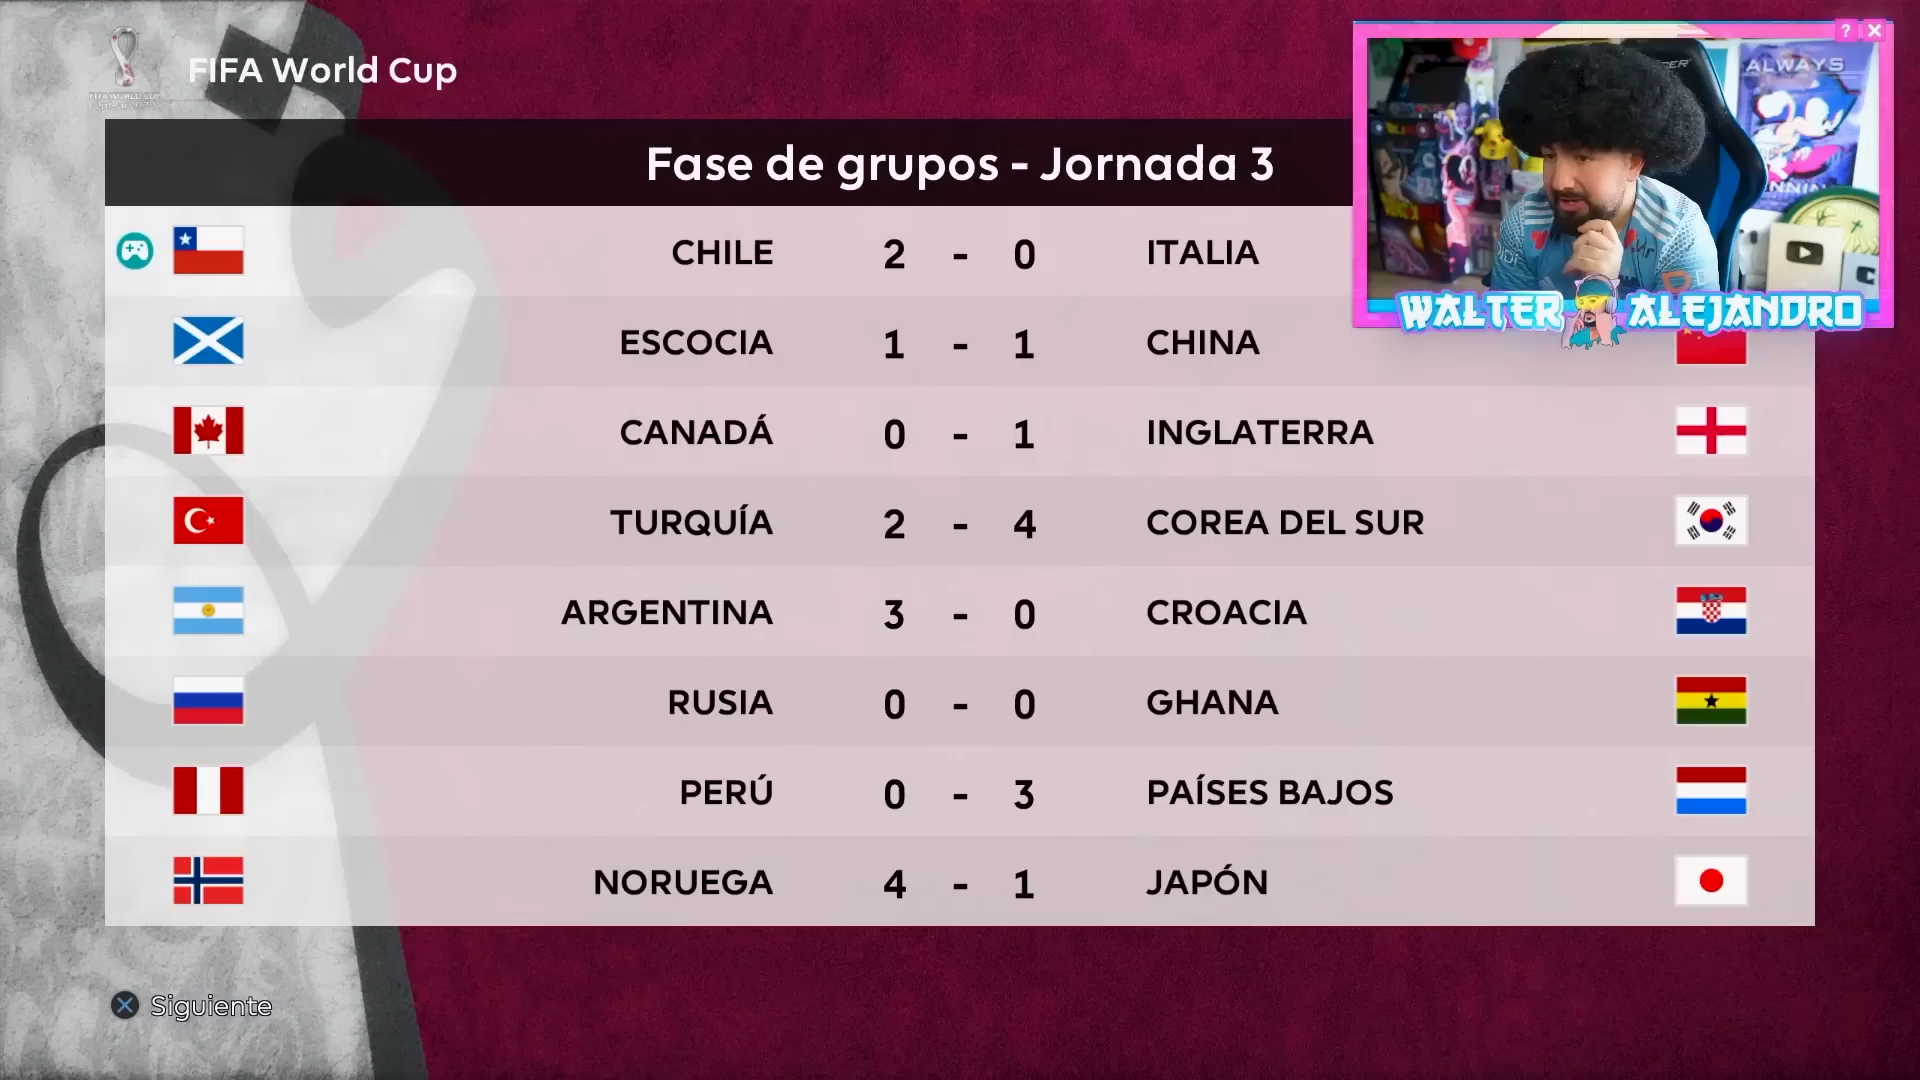 FIFA World Cup
Fase de grupos - Jornada 3
CHILE 2 - 0 ITALIA
ESCOCIA 1 - 1 CHINA
CANADÁ 0 - 1 INGLATERRA
TURQUÍA 2 - 4 COREA DEL SUR
ARGENTINA 3 - 0 CROACIA
RUSIA 0 - 0 GHANA
PERÚ 0 - 3 PAÍSES BAJOS
NORUEGA 4 - 1 JAPÓN
Siguiente
? ×
ALWAYS
WALTER ALEJANDRO